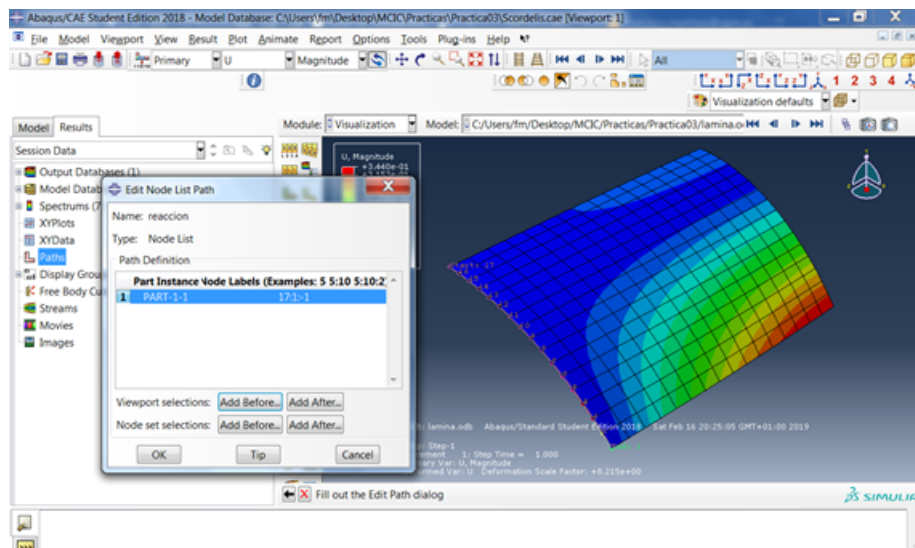 Abaqus/CAE Student Edition 2018 - Model Database: C:\Users\fm\Desktop\MCIC\Practicas\Practica03\Scordelis.cae [Viewport: 1]
File Model Viewport View Result Plot Animate Report Options Tools Plug-ins Help
Primary U Magnitude All
1 2 3 4
Visualization defaults
Model Results Module: Visualization Model: C:/Users/fm/Desktop/MCIC/Practicas/Practica03/lamina.o
Session Data
Output Databases (1)
Model Datab
Spectrums (7
XYPlots
XYData
Paths
Display Grou
Free Body Cu
Streams
Movies
Images
U, Magnitude
+3.440e-01
Edit Node List Path
Name: reaccion
Type: Node List
Path Definition
Part Instance Node Labels (Examples: 5 5:10 5:10:2
1 PART-1-1 17:1:-1
Viewport selections: Add Before... Add After...
Node set selections: Add Before... Add After...
OK Tip Cancel
lamina.odb Abaqus/Standard Student Edition 2018 Sat Feb 16 20:25:05 GMT+01:00 2019
Step-1
1: Step Time = 1.000
ary Var: U, Magnitude
rmed Var: U Deformation Scale Factor: +8.215e+00
Fill out the Edit Path dialog
SIMULIA